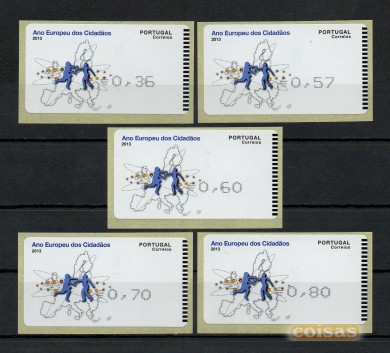 Ano Europeu dos Cidadãos
2013
PORTUGAL
Correios
€0,36
Ano Europeu dos Cidadãos
2013
PORTUGAL
Correios
€0,57
Ano Europeu dos Cidadãos
2013
PORTUGAL
Correios
€0,60
Ano Europeu dos Cidadãos
2013
PORTUGAL
Correios
€0,70
Ano Europeu dos Cidadãos
2013
PORTUGAL
Correios
€0,80
coisas